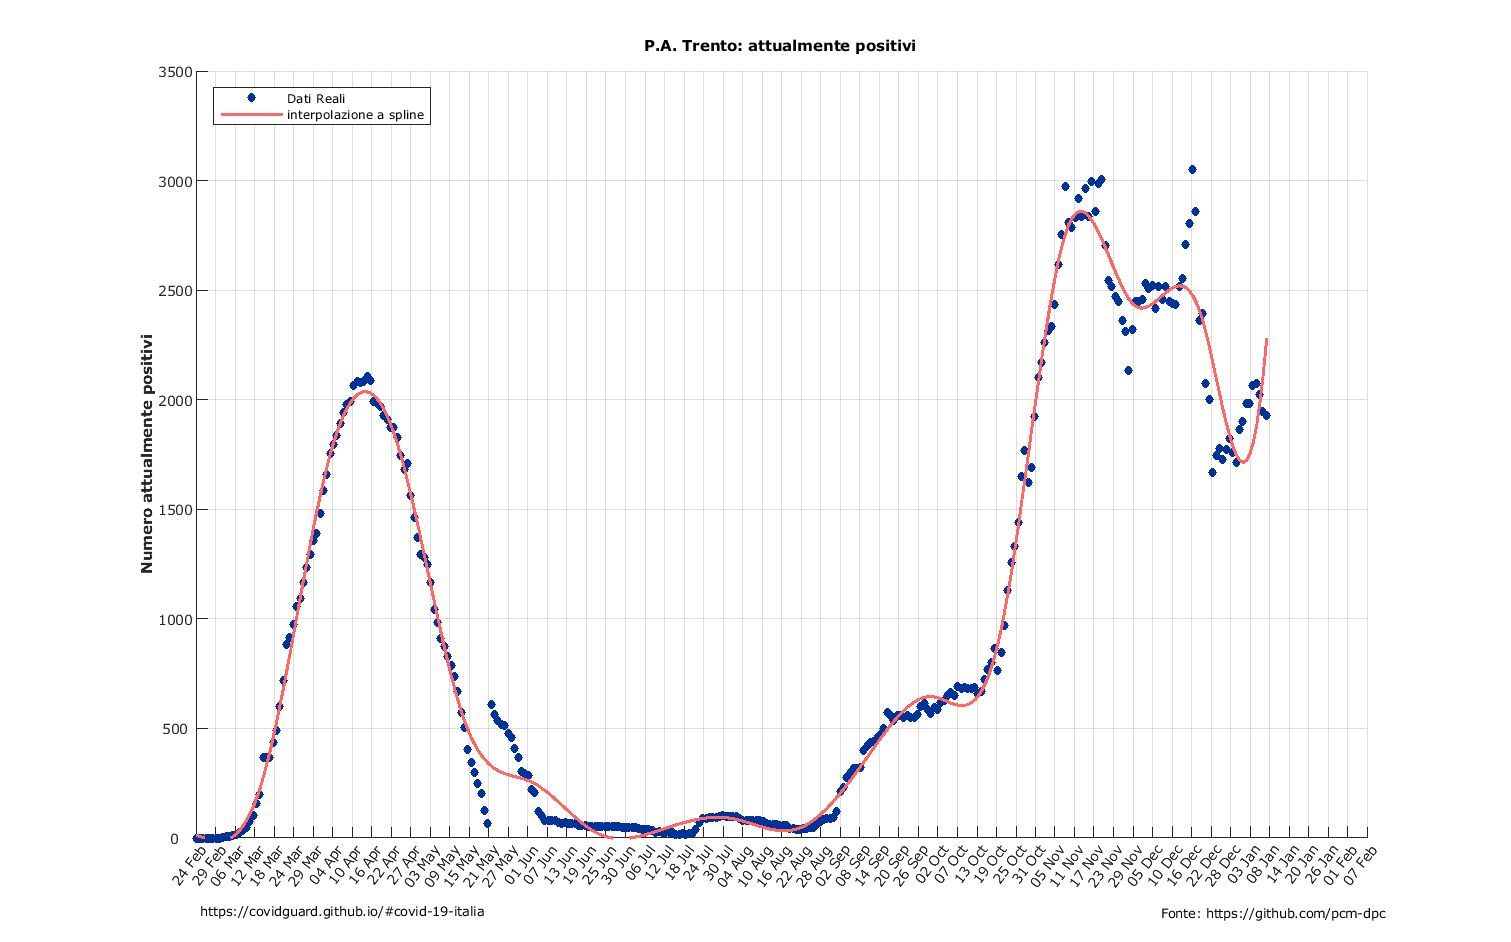 P.A. Trento: attualmente positivi
3500
3000
2500
2000
1500
1000
500
0
Numero attualmente positivi
Dati Reali
interpolazione a spline
24 Feb
29 Feb
06 Mar
12 Mar
18 Mar
24 Mar
29 Mar
04 Apr
10 Apr
16 Apr
22 Apr
27 Apr
03 May
09 May
15 May
21 May
27 May
01 Jun
07 Jun
13 Jun
19 Jun
25 Jun
30 Jun
06 Jul
12 Jul
18 Jul
24 Jul
30 Jul
04 Aug
10 Aug
16 Aug
22 Aug
28 Aug
02 Sep
08 Sep
14 Sep
20 Sep
26 Sep
02 Oct
07 Oct
13 Oct
19 Oct
25 Oct
31 Oct
05 Nov
11 Nov
17 Nov
23 Nov
29 Nov
05 Dec
10 Dec
16 Dec
22 Dec
28 Dec
03 Jan
08 Jan
14 Jan
20 Jan
26 Jan
01 Feb
07 Feb
https://covidguard.github.io/#covid-19-italia
Fonte: https://github.com/pcm-dpc